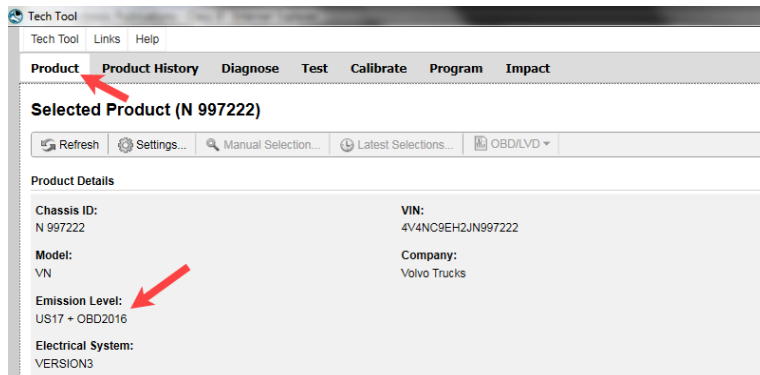 Tech Tool
Tech Tool Links Help
Product Product History Diagnose Test Calibrate Program Impact
Selected Product (N 997222)
Refresh Settings... Manual Selection... Latest Selections... OBD/LVD
Product Details
Chassis ID: VIN:
N 997222 4V4NC9EH2JN997222
Model: Company:
VN Volvo Trucks
Emission Level:
US17 + OBD2016
Electrical System:
VERSION3